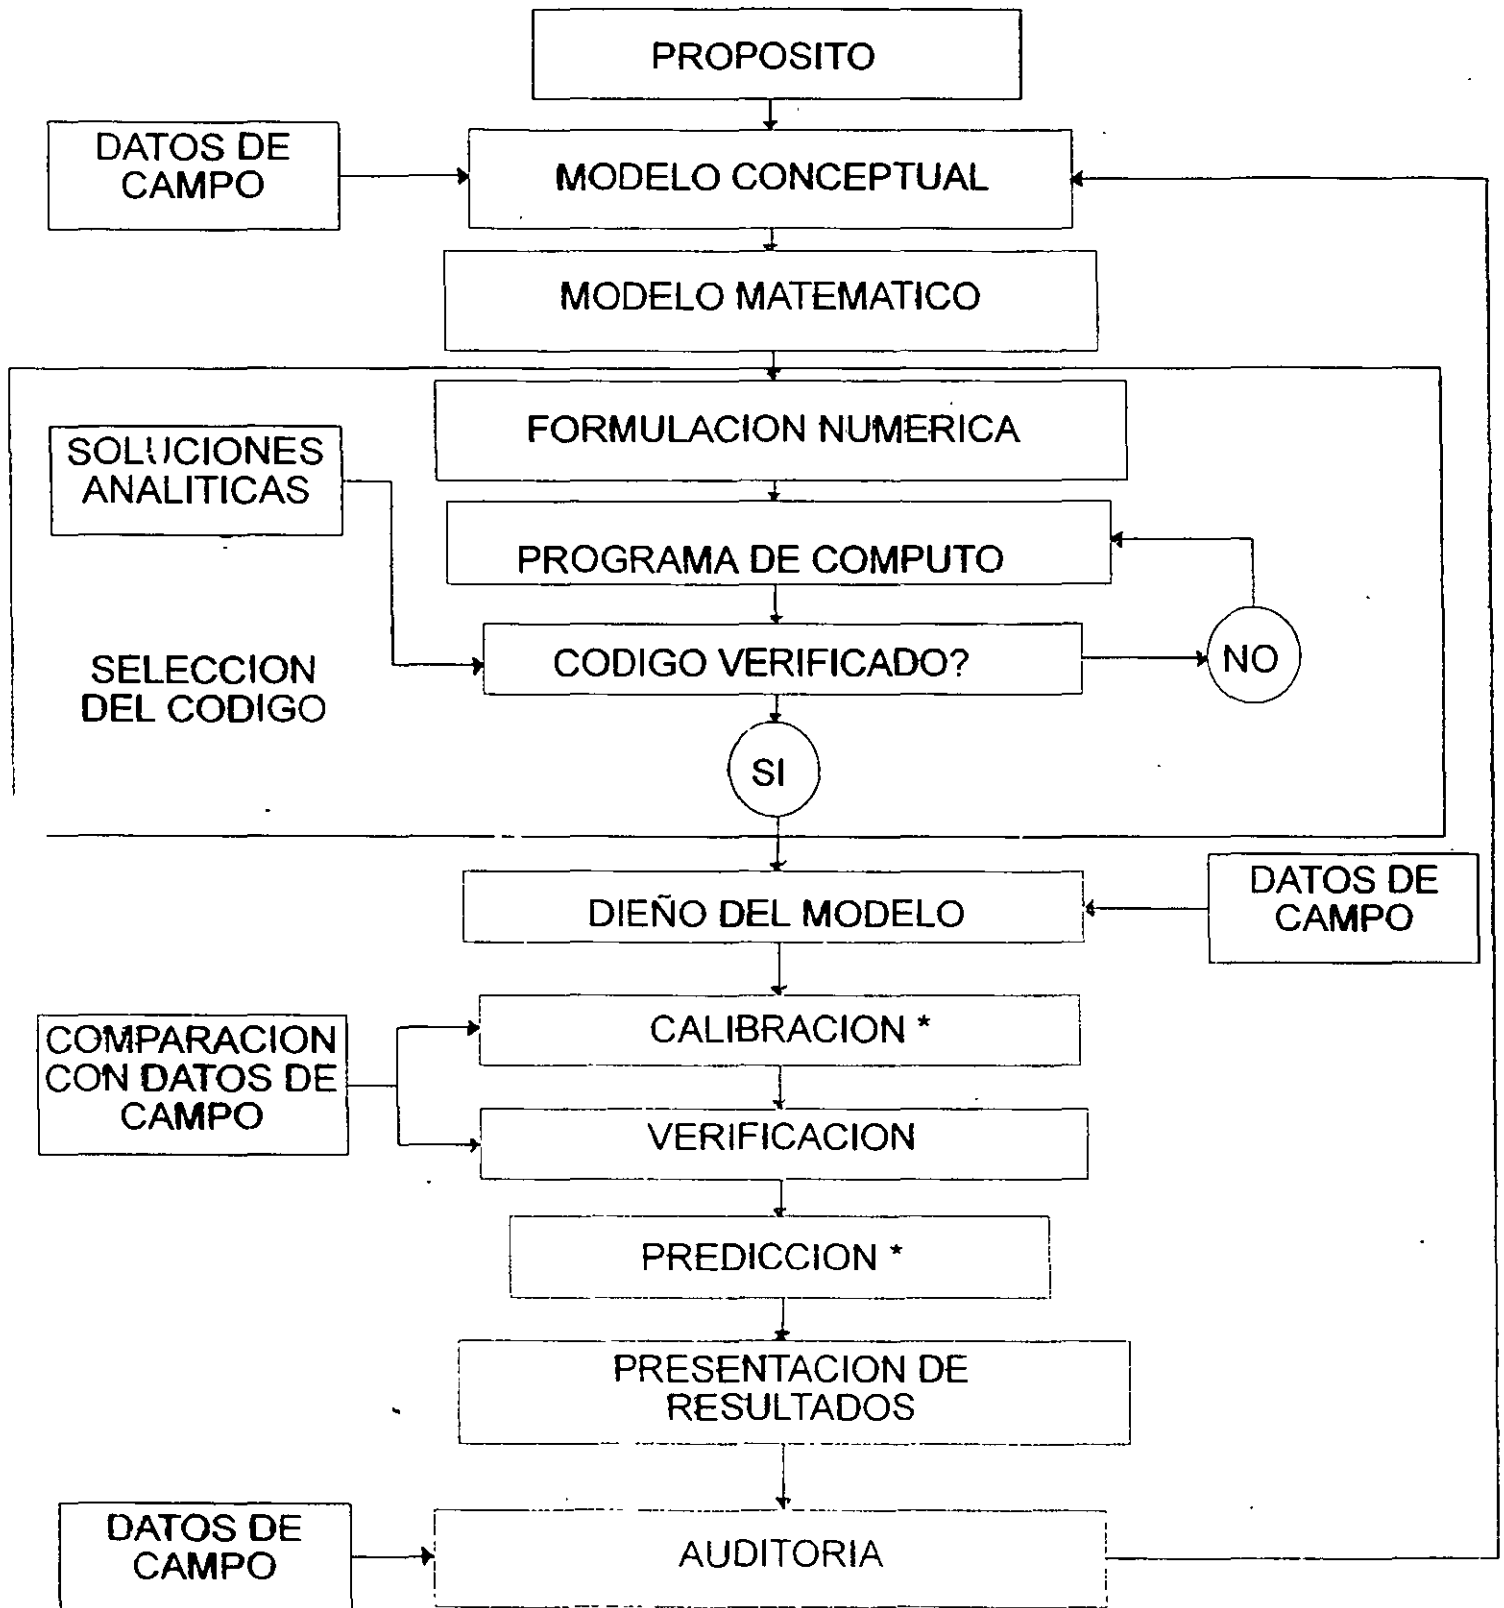 PROPOSITO
DATOS DE
CAMPO
MODELO CONCEPTUAL
MODELO MATEMATICO
FORMULACION NUMERICA
SOLUCIONES
ANALITICAS
PROGRAMA DE COMPUTO
CODIGO VERIFICADO?
NO
SELECCION
DEL CODIGO
SI
DIEÑO DEL MODELO
DATOS DE
CAMPO
CALIBRACION *
COMPARACION
CON DATOS DE
CAMPO
VERIFICACION
PREDICCION *
PRESENTACION DE
RESULTADOS
DATOS DE
CAMPO
AUDITORIA